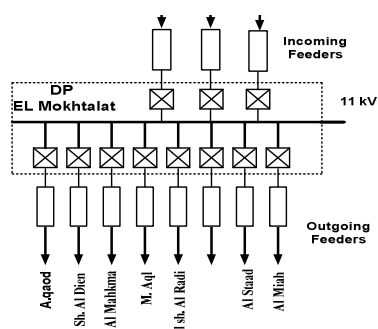 Incoming
Feeders
DP
EL Mokhtalat
11 kV
Outgoing
Feeders
A.qaod
Sh. Al Dien
Al Mahkma
M. Aql
l sh. Al Radi
Al Staad
Al Miah